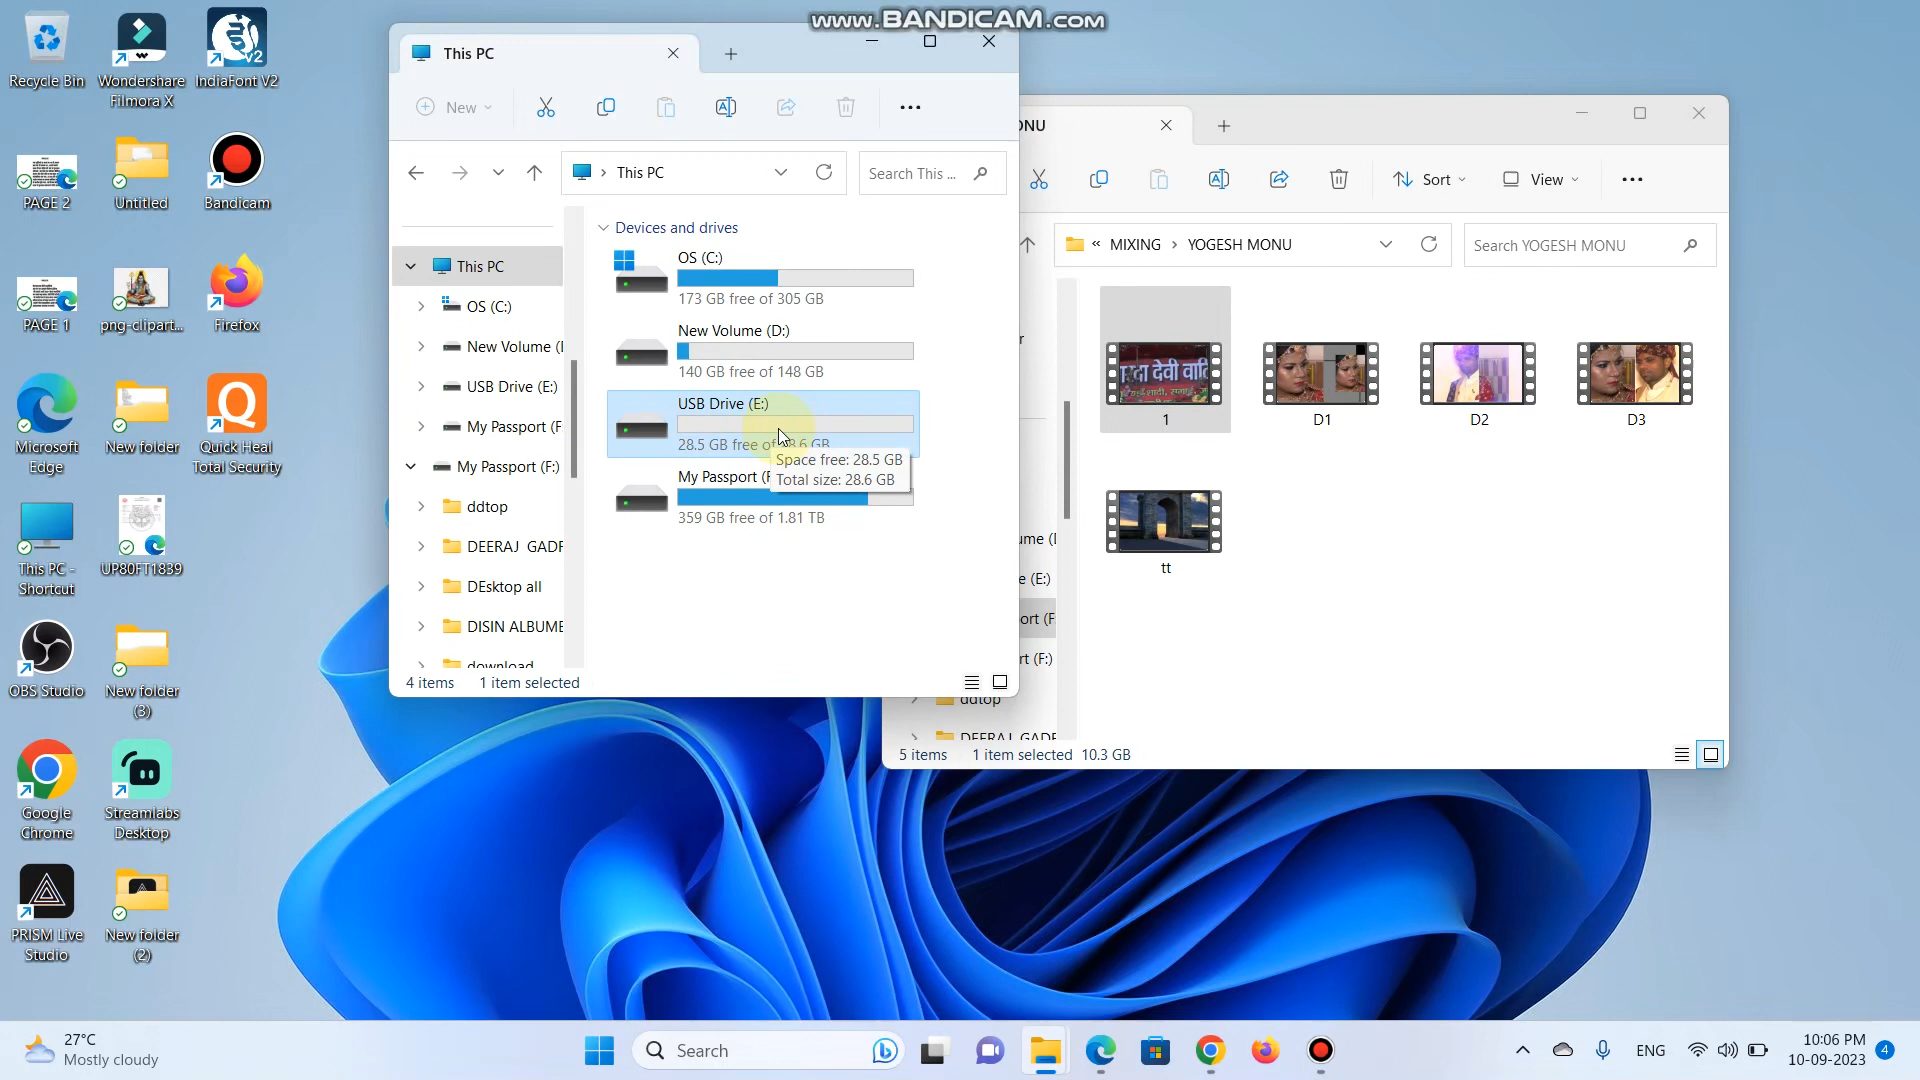 www.BANDICAM.com
Recycle Bin
Wondershare
Filmora X
IndiaFont V2
PAGE 2
Untitled
Bandicam
PAGE 1
png-clipart...
Firefox
Microsoft
Edge
New folder
Quick Heal
Total Security
This PC -
Shortcut
UP80FT1839
OBS Studio
New folder
(3)
Google
Chrome
Streamlabs
Desktop
PRISM Live
Studio
New folder
(2)
This PC
New
This PC
Search This ...
This PC
OS (C:)
New Volume (
USB Drive (E:)
My Passport (F
My Passport (F:)
ddtop
DEERAJ GADF
DEsktop all
DISIN ALBUME
download
Devices and drives
OS (C:)
173 GB free of 305 GB
New Volume (D:)
140 GB free of 148 GB
USB Drive (E:)
28.5 GB free of 28.6 GB
Space free: 28.5 GB
Total size: 28.6 GB
My Passport (F
359 GB free of 1.81 TB
4 items 1 item selected
ONU
Sort
View
« MIXING > YOGESH MONU
Search YOGESH MONU
ume (
e (E:)
ort (F
rt (F:)
ddtop
DEERAJ GADF
1
D1
D2
D3
tt
5 items 1 item selected 10.3 GB
27°C
Mostly cloudy
Search
ENG
10:06 PM
10-09-2023
4